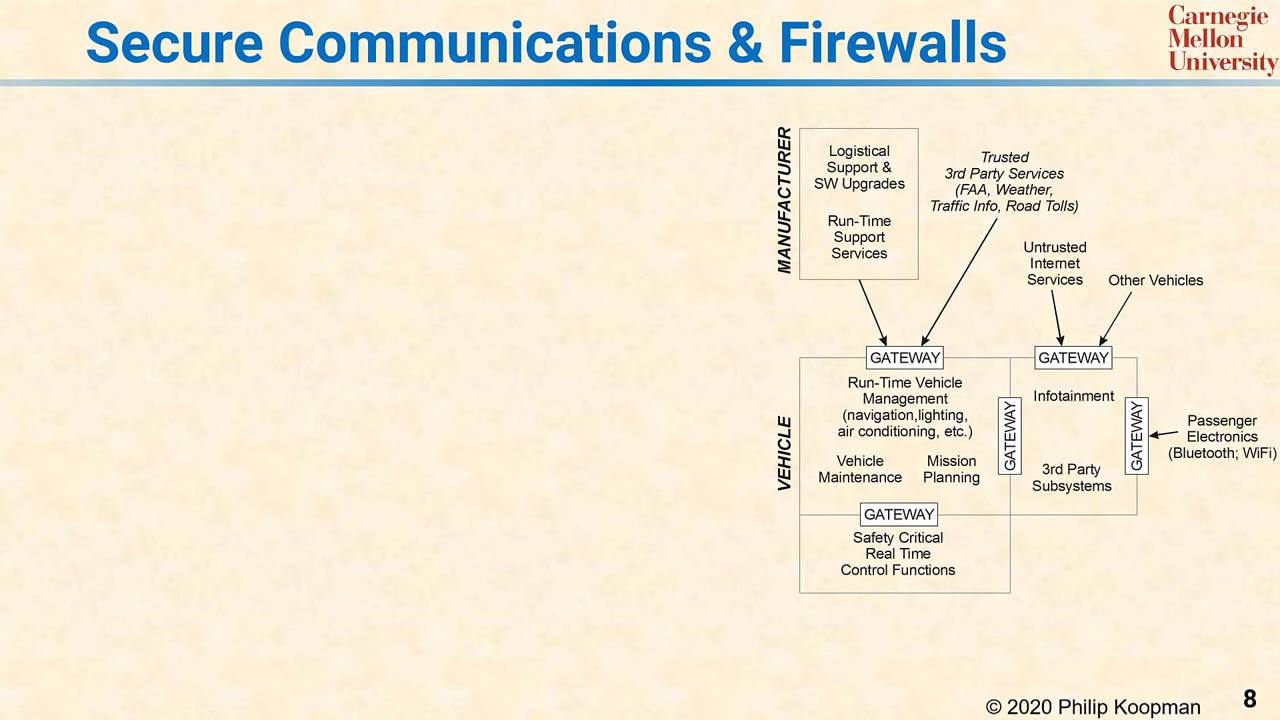 Secure Communications & Firewalls
Carnegie
Mellon
University
MANUFACTURER
Logistical
Support &
SW Upgrades
Run-Time
Support
Services
Trusted
3rd Party Services
(FAA, Weather,
Traffic Info, Road Tolls)
Untrusted
Internet
Services
Other Vehicles
VEHICLE
GATEWAY
GATEWAY
Run-Time Vehicle
Management
(navigation,lighting,
air conditioning, etc.)
Vehicle
Maintenance
Mission
Planning
GATEWAY
Infotainment
3rd Party
Subsystems
GATEWAY
Passenger
Electronics
(Bluetooth; WiFi)
GATEWAY
Safety Critical
Real Time
Control Functions
© 2020 Philip Koopman
8